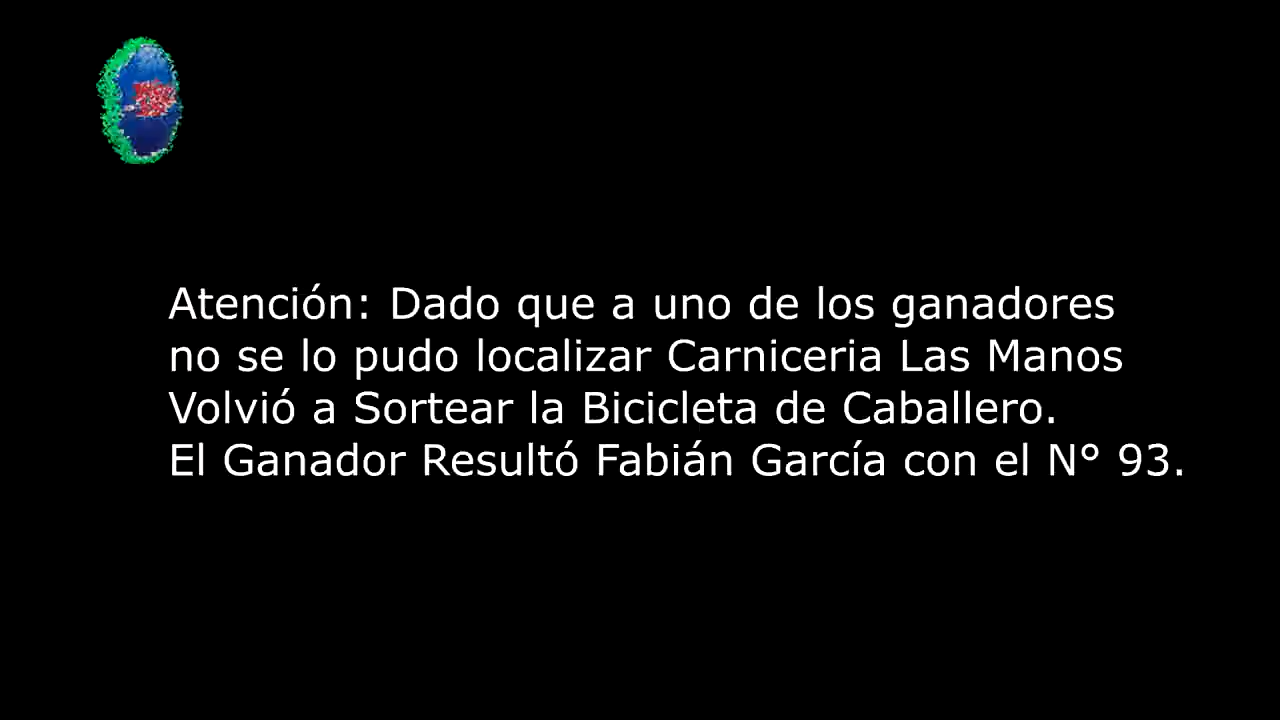 Atención: Dado que a uno de los ganadores
no se lo pudo localizar Carniceria Las Manos
Volvió a Sortear la Bicicleta de Caballero.
El Ganador Resultó Fabián García con el N° 93.